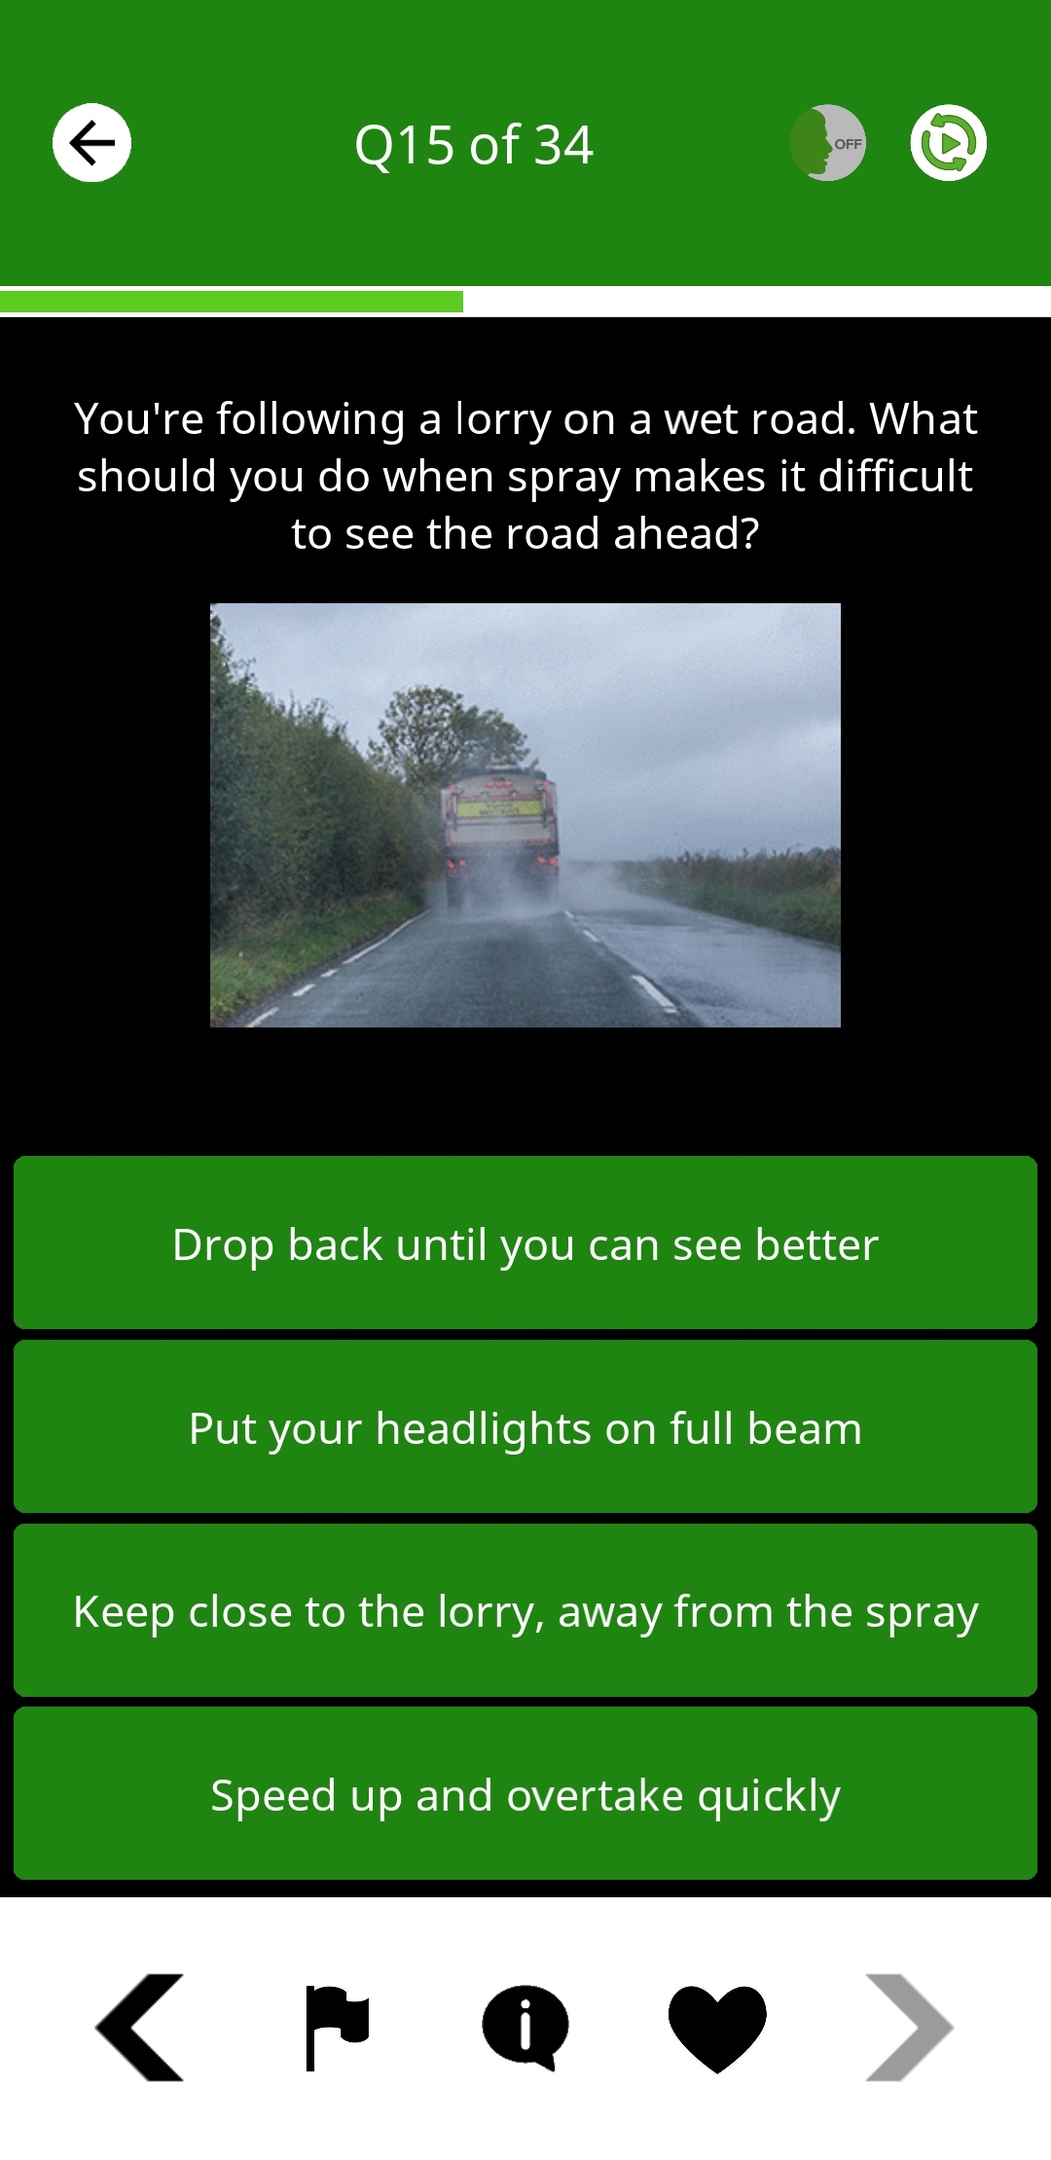 Q15 of 34
OFF
You're following a lorry on a wet road. What
should you do when spray makes it difficult
to see the road ahead?
Drop back until you can see better
Put your headlights on full beam
Keep close to the lorry, away from the spray
Speed up and overtake quickly